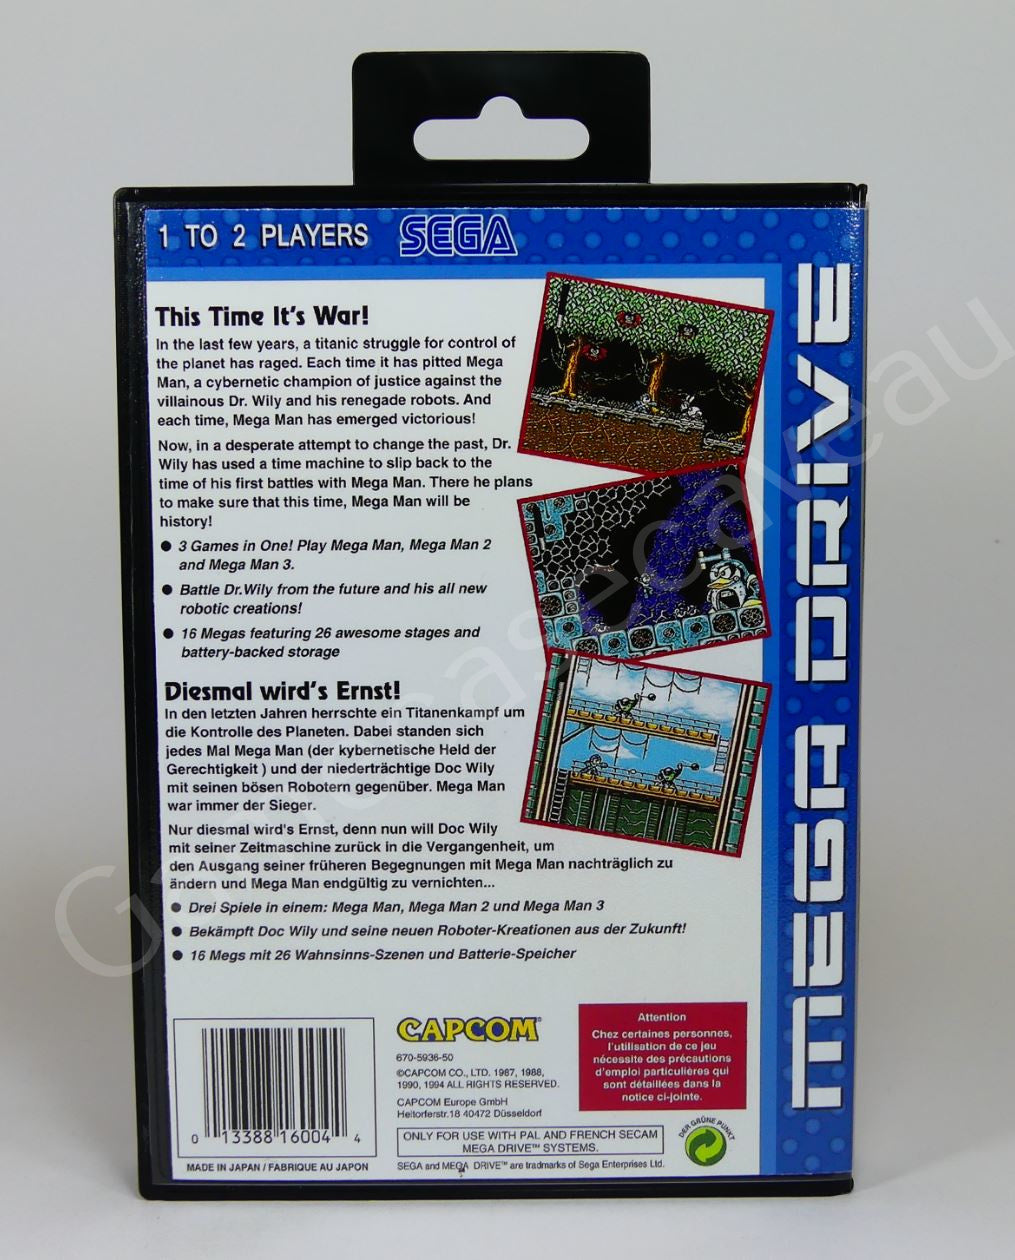 1 TO 2 PLAYERS SEGA
MEGA DRIVE
This Time It's War!
In the last few years, a titanic struggle for control of
the planet has raged. Each time it has pitted Mega
Man, a cybernetic champion of justice against the
villainous Dr. Wily and his renegade robots. And
each time, Mega Man has emerged victorious!
Now, in a desperate attempt to change the past, Dr.
Wily has used a time machine to slip back to the
time of his first battles with Mega Man. There he plans
to make sure that this time, Mega Man will be
history!
● 3 Games in One! Play Mega Man, Mega Man 2
and Mega Man 3.
● Battle Dr.Wily from the future and his all new
robotic creations!
● 16 Megas featuring 26 awesome stages and
battery-backed storage
Diesmal wird's Ernst!
In den letzten Jahren herrschte ein Titanenkampf um
die Kontrolle des Planeten. Dabei standen sich
jedes Mal Mega Man (der kybernetische Held der
Gerechtigkeit ) und der niederträchtige Doc Wily
mit seinen bösen Robotern gegenüber. Mega Man
war immer der Sieger.
Nur diesmal wird's Ernst, denn nun will Doc Wily
mit seiner Zeitmaschine zurück in die Vergangenheit, um
den Ausgang seiner früheren Begegnungen mit Mega Man nachträglich zu
ändern und Mega Man endgültig zu vernichten...
● Drei Spiele in einem: Mega Man, Mega Man 2 und Mega Man 3
● Bekämpft Doc Wily und seine neuen Roboter-Kreationen aus der Zukunft!
● 16 Megs mit 26 Wahnsinns-Szenen und Batterie-Speicher
0 13388 16004 4
MADE IN JAPAN / FABRIQUE AU JAPON
CAPCOM®
670-5936-50
©CAPCOM CO., LTD. 1987, 1988,
1990, 1994 ALL RIGHTS RESERVED.
CAPCOM Europe GmbH
Heitorferstr.18 40472 Düsseldorf
ONLY FOR USE WITH PAL AND FRENCH SECAM
MEGA DRIVE™ SYSTEMS.
SEGA and MEGA DRIVE™ are trademarks of Sega Enterprises Ltd.
Attention
Chez certaines personnes,
l'utilisation de ce jeu
nécessite des précautions
d'emploi particulières qui
sont détaillées dans la
notice ci-jointe.
DER GRÜNE PUNKT
Gamecasecaveau